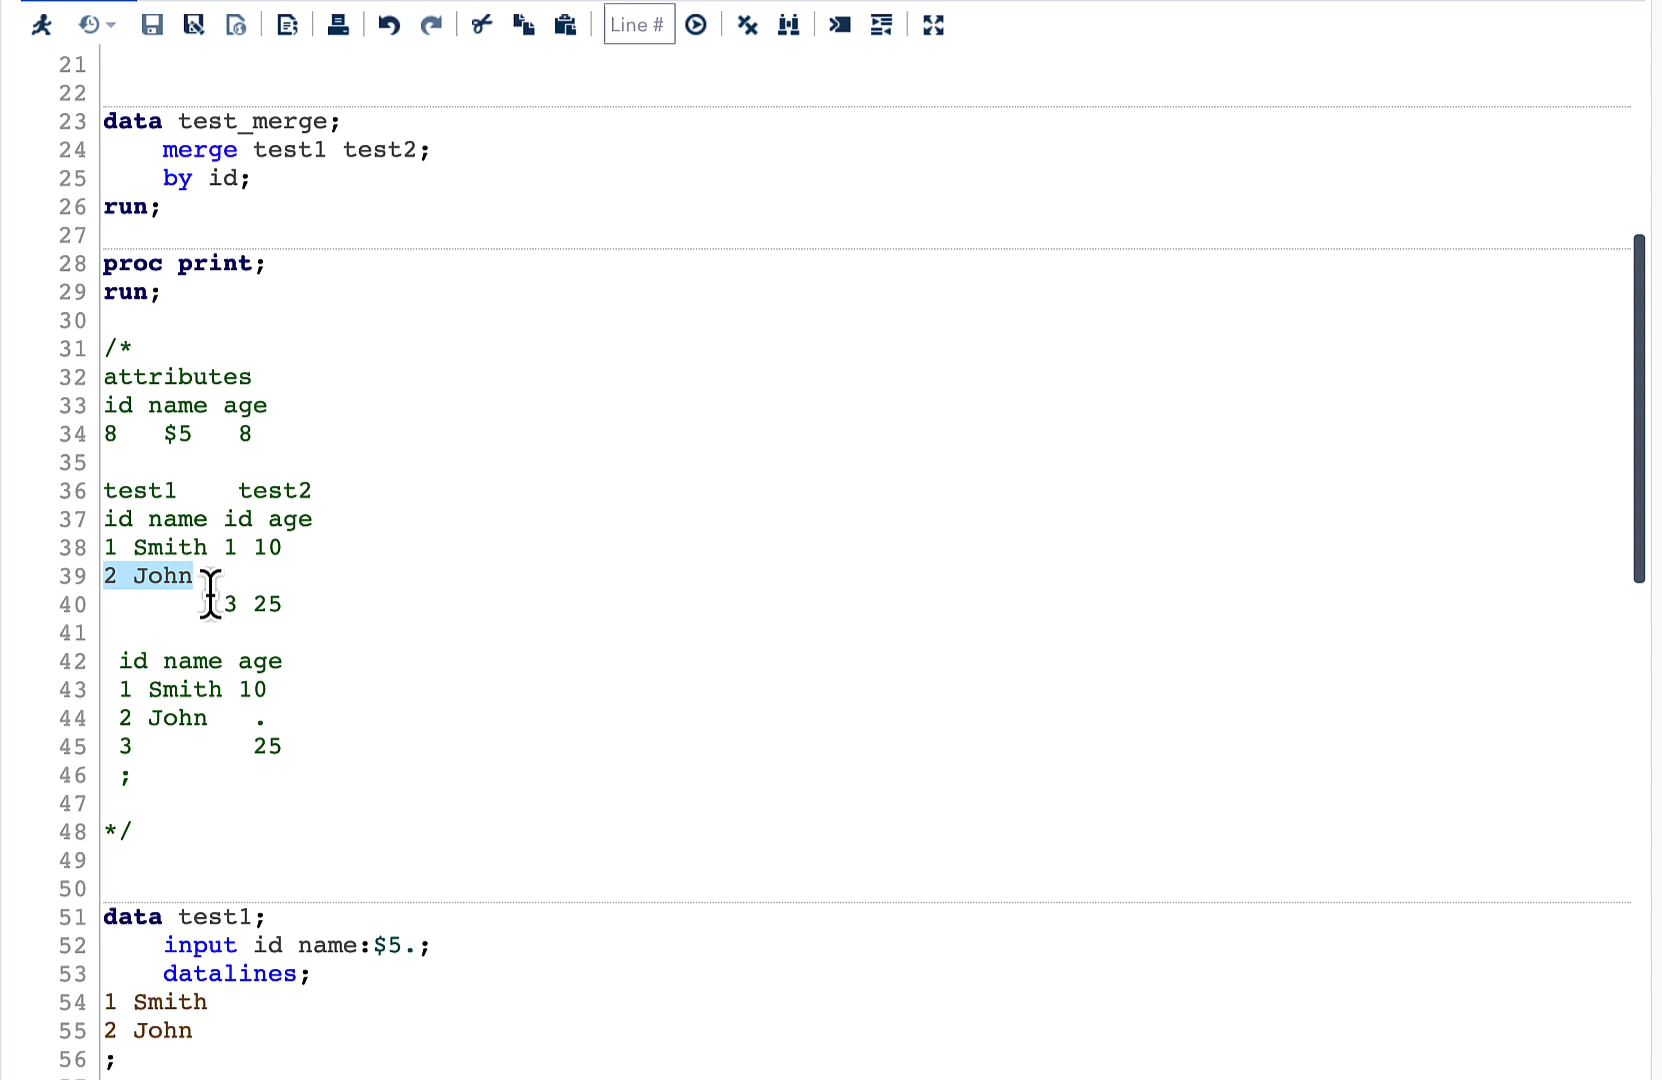 Line #
21
22
23 data test_merge;
24     merge test1 test2;
25     by id;
26 run;
27
28 proc print;
29 run;
30
31 /*
32 attributes
33 id name age
34 8   $5   8
35
36 test1    test2
37 id name id age
38 1 Smith 1 10
39 2 John
40         3 25
41
42  id name age
43  1 Smith 10
44  2 John   .
45  3        25
46  ;
47
48 */
49
50
51 data test1;
52     input id name:$5.;
53     datalines;
54 1 Smith
55 2 John
56 ;